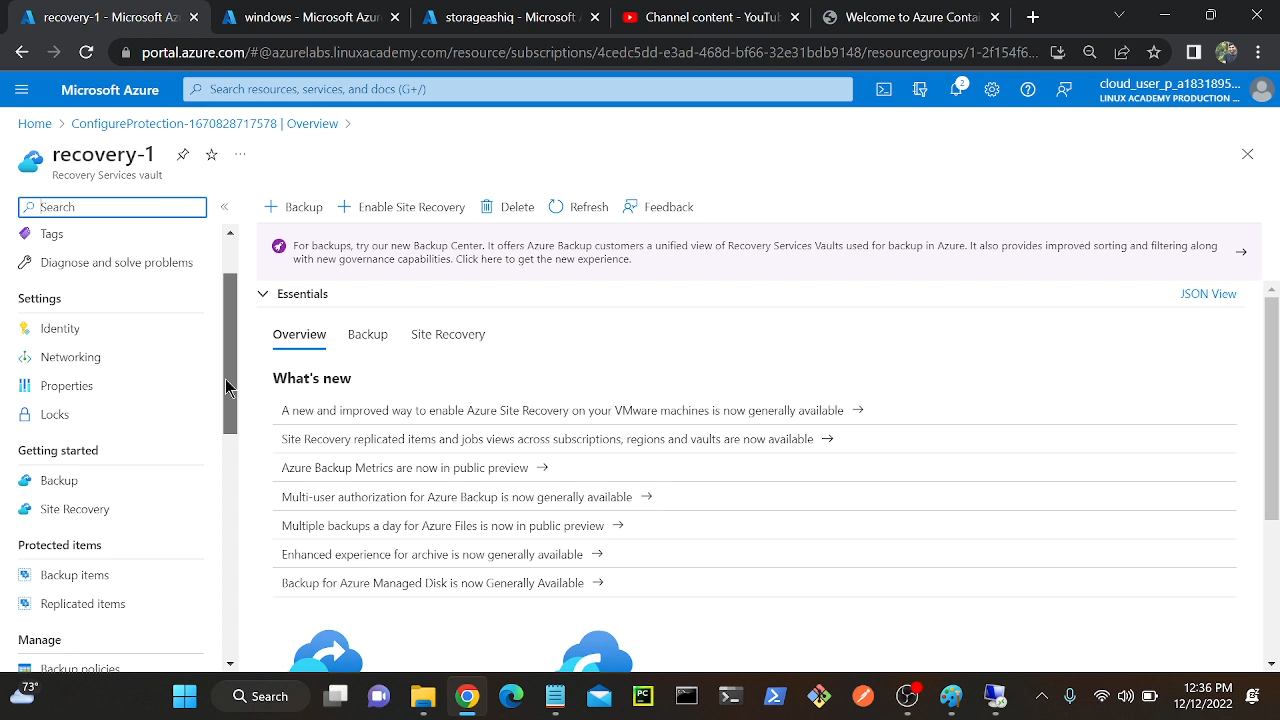 recovery-1 - Microsoft Az
windows - Microsoft Azur
storageashiq - Microsoft
Channel content - YouTu
Welcome to Azure Contai
portal.azure.com/#@azurelabs.linuxacademy.com/resource/subscriptions/4cedc5dd-e3ad-468d-bf66-32e31bdb9148/resourcegroups/1-2f154f6...
Microsoft Azure
Search resources, services, and docs (G+/)
2
cloud_user_p_a1831895...
LINUX ACADEMY PRODUCTION ...
Home > ConfigureProtection-1670828717578 | Overview >
recovery-1
Recovery Services vault
Search
Backup
Enable Site Recovery
Delete
Refresh
Feedback
Tags
Diagnose and solve problems
Settings
Identity
Networking
Properties
Locks
Getting started
Backup
Site Recovery
Protected items
Backup items
Replicated items
Manage
Backup policies
For backups, try our new Backup Center. It offers Azure Backup customers a unified view of Recovery Services Vaults used for backup in Azure. It also provides improved sorting and filtering along
with new governance capabilities. Click here to get the new experience.
Essentials
JSON View
Overview
Backup
Site Recovery
What's new
A new and improved way to enable Azure Site Recovery on your VMware machines is now generally available →
Site Recovery replicated items and jobs views across subscriptions, regions and vaults are now available →
Azure Backup Metrics are now in public preview →
Multi-user authorization for Azure Backup is now generally available →
Multiple backups a day for Azure Files is now in public preview →
Enhanced experience for archive is now generally available →
Backup for Azure Managed Disk is now Generally Available →
73°
Search
PC
12:36 PM
12/12/2022